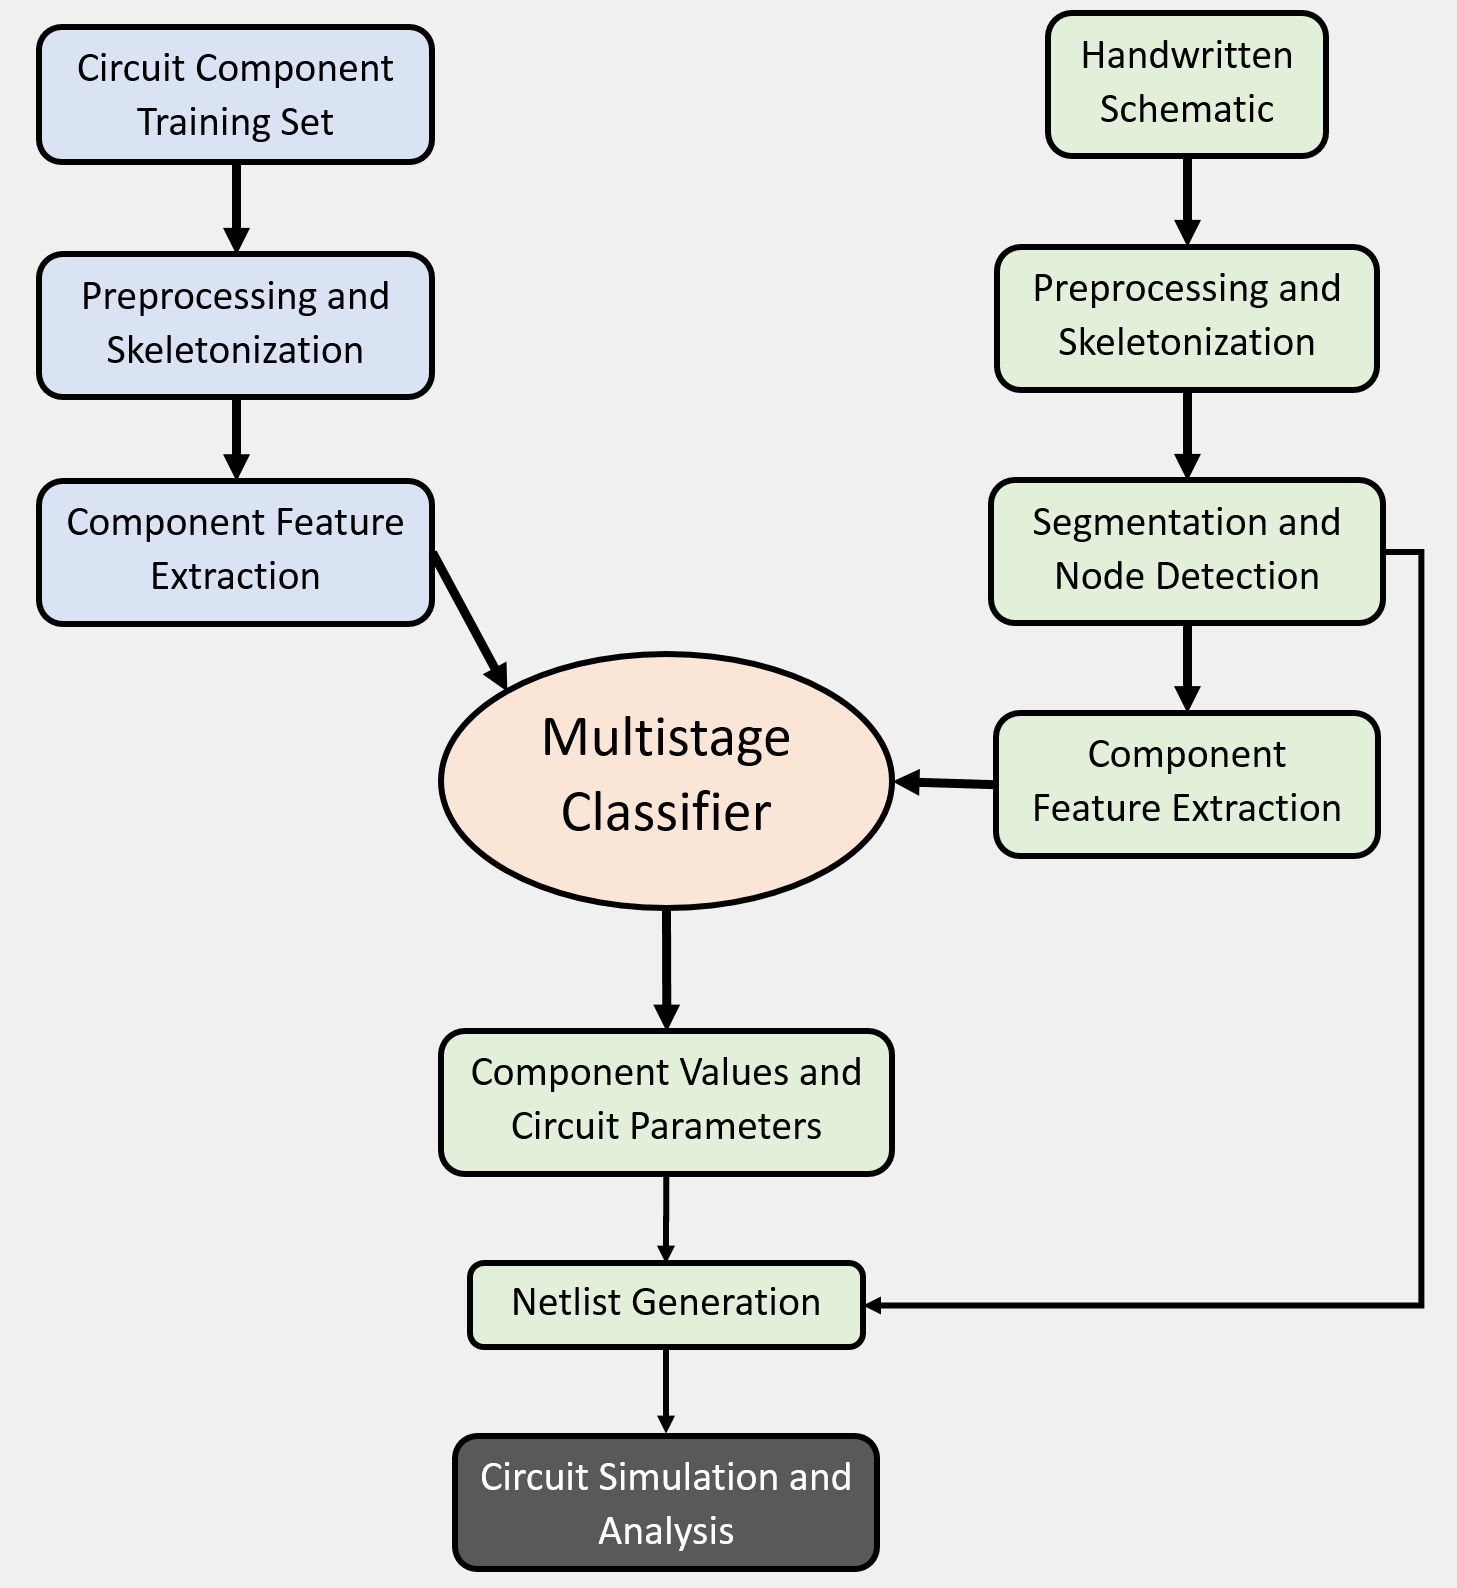 Circuit Component
Training Set
Preprocessing and
Skeletonization
Component Feature
Extraction
Handwritten
Schematic
Preprocessing and
Skeletonization
Segmentation and
Node Detection
Component
Feature Extraction
Multistage
Classifier
Component Values and
Circuit Parameters
Netlist Generation
Circuit Simulation and
Analysis